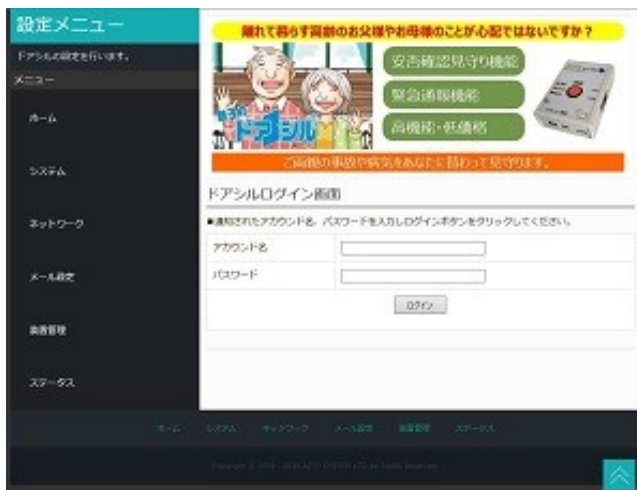 設定メニュー
ドアシルの設定を行います。
メニュー
ホーム
システム
ネットワーク
メール設定
装置管理
ステータス
離れて暮らす高齢のお父様やお母様のことが心配ではないですか？
安否確認見守り機能
緊急通報機能
高機能・低価格
ドアシル
ご両親の事故や病気をあなたに替わって見守ります。
ドアシルログイン画面
■通知されたアカウント名、パスワードを入力しログインボタンをクリックしてください。
アカウント名
パスワード
ログイン
ホーム システム ネットワーク メール設定 装置管理 ステータス